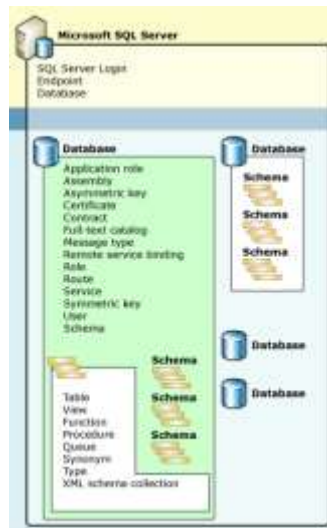 Microsoft SQL Server
SQL Server Login
Endpoint
Database
Database
Application role
Assembly
Asymmetric key
Certificate
Contract
Full-text catalog
Message type
Remote service binding
Role
Route
Service
Symmetric key
User
Schema
Schema
Schema
Schema
Table
View
Function
Procedure
Queue
Synonym
Type
XML schema collection
Database
Schema
Schema
Schema
Database
Database